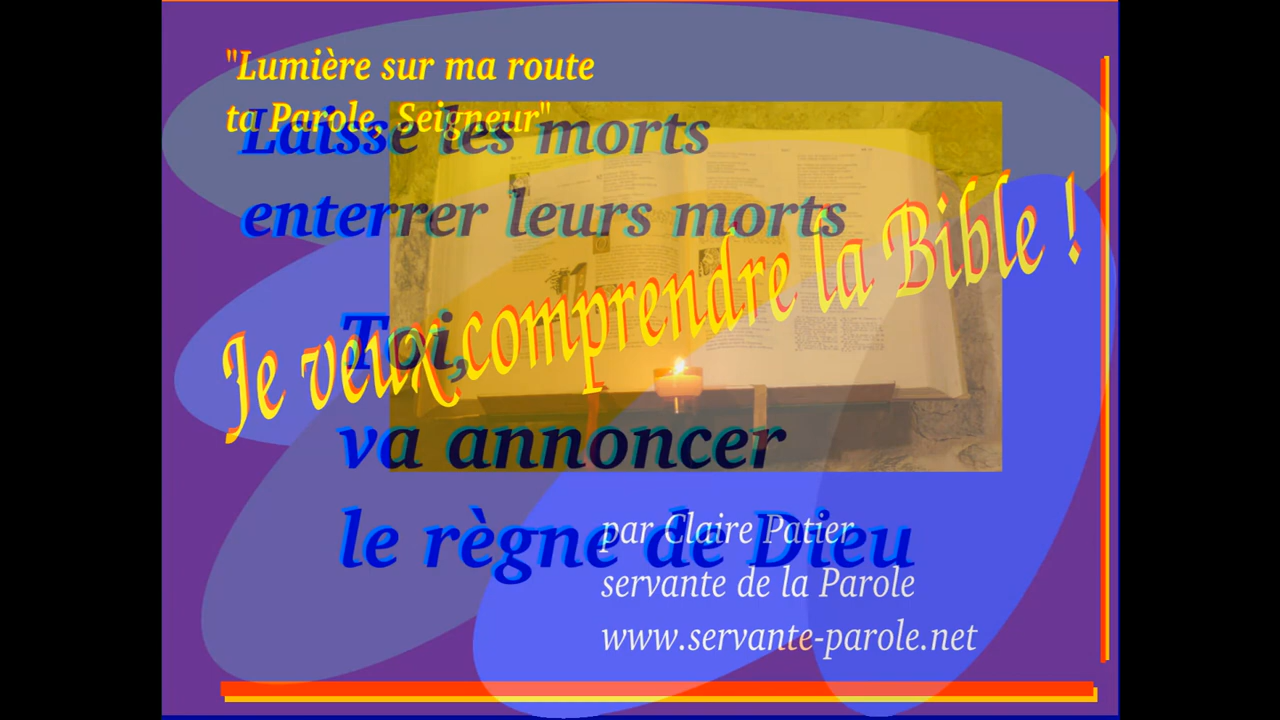 "Lumière sur ma route
ta Parole, Seigneur"
Laisse les morts
enterrer leurs morts
Je veux comprendre la Bible !
Toi,
va annoncer
le règne de Dieu
par Claire Patier
servante de la Parole
www.servante-parole.net